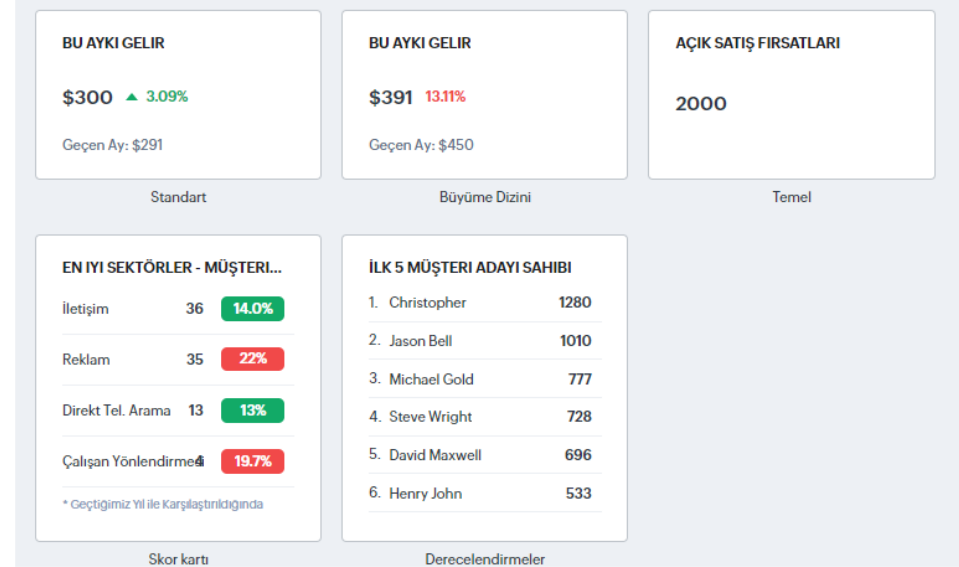 BU AYKI GELIR
$300 ▲ 3.09%
Geçen Ay: $291
Standart
BU AYKI GELIR
$391 13.11%
Geçen Ay: $450
Büyüme Dizini
AÇIK SATIŞ FIRSATLARI
2000
Temel
EN IYI SEKTÖRLER - MÜŞTERI...
İletişim 36 14.0%
Reklam 35 22%
Direkt Tel. Arama 13 13%
Çalışan Yönlendirmesi 4 19.7%
* Geçtiğimiz Yıl ile Karşılaştırıldığında
Skor kartı
İLK 5 MÜŞTERI ADAYI SAHIBI
1. Christopher 1280
2. Jason Bell 1010
3. Michael Gold 777
4. Steve Wright 728
5. David Maxwell 696
6. Henry John 533
Derecelendirmeler